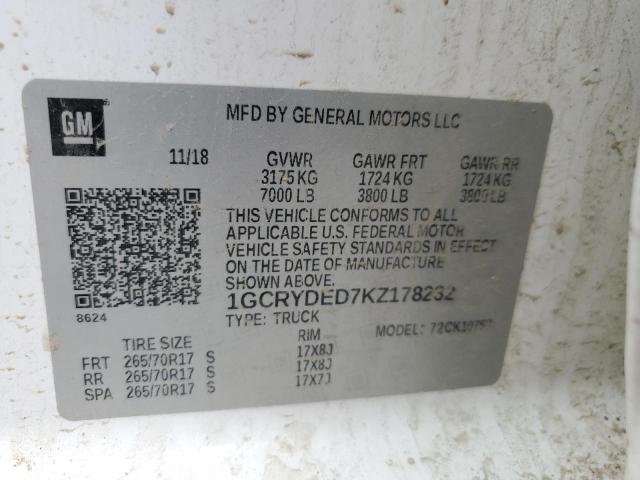 GM
MFD BY GENERAL MOTORS LLC
11/18 GVWR GAWR FRT GAWR RR
3175 KG 1724 KG 1724 KG
7000 LB 3800 LB 3800 LB
THIS VEHICLE CONFORMS TO ALL
APPLICABLE U.S. FEDERAL MOTOR
VEHICLE SAFETY STANDARDS IN EFFECT
ON THE DATE OF MANUFACTURE
SHOWN ABOVE.
8624
1GCRYDED7KZ178232
TYPE: TRUCK MODEL:
TIRE SIZE RIM
FRT 265/70R17 S 17X8J
RR 265/70R17 S 17X8J
SPA 265/70R17 S 17X7J